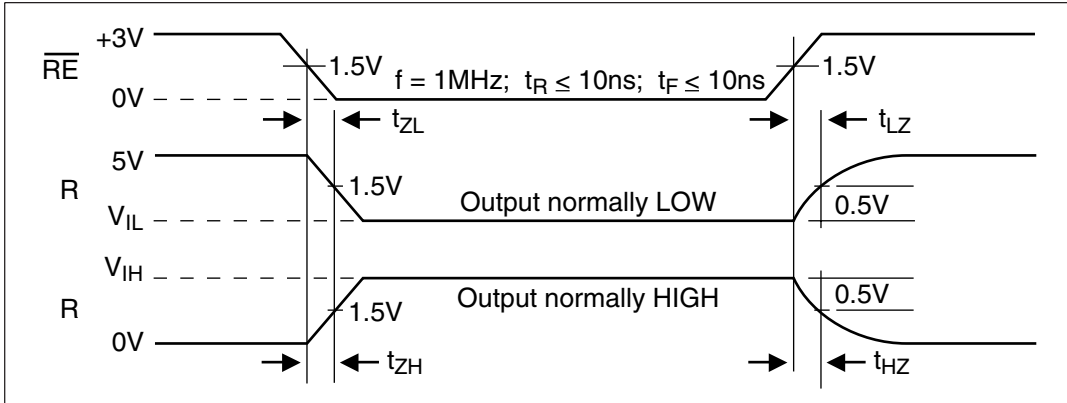 +3V
R̅E̅
1.5V
f = 1MHz; tR ≤ 10ns; tF ≤ 10ns
1.5V
0V
tZL
tLZ
5V
R
1.5V
Output normally LOW
0.5V
VIL
VIH
R
1.5V
Output normally HIGH
0.5V
0V
tZH
tHZ